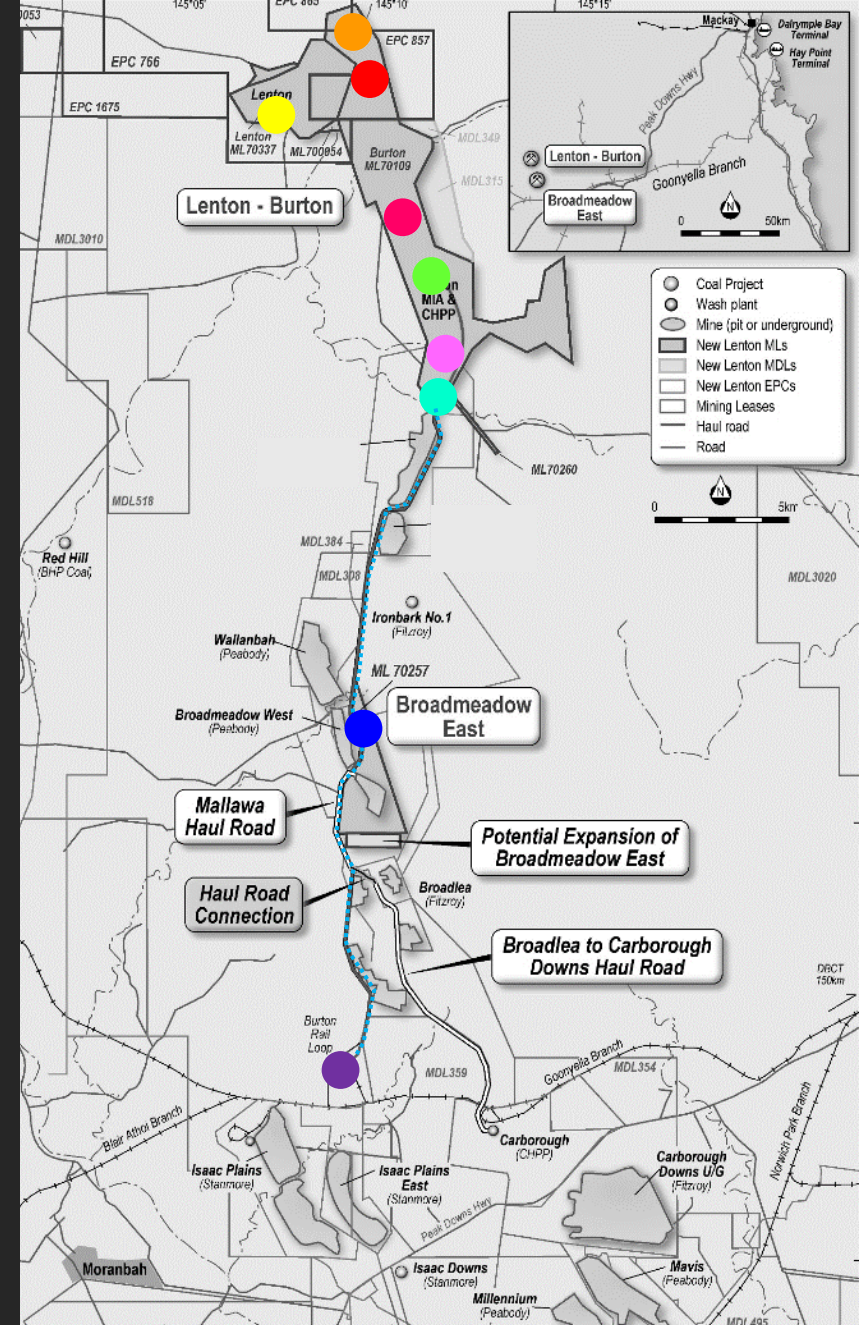 145°05'
EPC 865
145°10'
145°15'
EPC 857
EPC 766
EPC 1675
Lenton
Lenton
ML70337
ML700054
Burton
ML70109
MDL349
MDL315
Lenton - Burton
MDL3010
MIA &
CHPP
ML70260
MDL518
Red Hill
(BHP Coal)
MDL384
MDL308
Ironbark No.1
(Fitzroy)
MDL3020
Wallanbah
(Peabody)
ML 70257
Broadmeadow West
(Peabody)
Broadmeadow
East
Mallawa
Haul Road
Potential Expansion of
Broadmeadow East
Haul Road
Connection
Broadlea
(Fitzroy)
Broadlea to Carborough
Downs Haul Road
DBCT
150km
Burton
Rail
Loop
MDL359
Goonyella Branch
MDL354
Blair Athol Branch
Norwich Park Branch
Carborough
(CHPP)
Isaac Plains
(Stanmore)
Isaac Plains
East
(Stanmore)
Carborough
Downs U/G
(Fitzroy)
Peak Downs Hwy
Moranbah
Isaac Downs
(Stanmore)
Mavis
(Peabody)
Millennium
(Peabody)
MDL495
Mackay
Dalrymple Bay
Terminal
Hay Point
Terminal
Peak Downs Hwy
Lenton - Burton
Goonyella Branch
Broadmeadow
East
N
0 50km
Coal Project
Wash plant
Mine (pit or underground)
New Lenton MLs
New Lenton MDLs
New Lenton EPCs
Mining Leases
Haul road
Road
N
0 5km